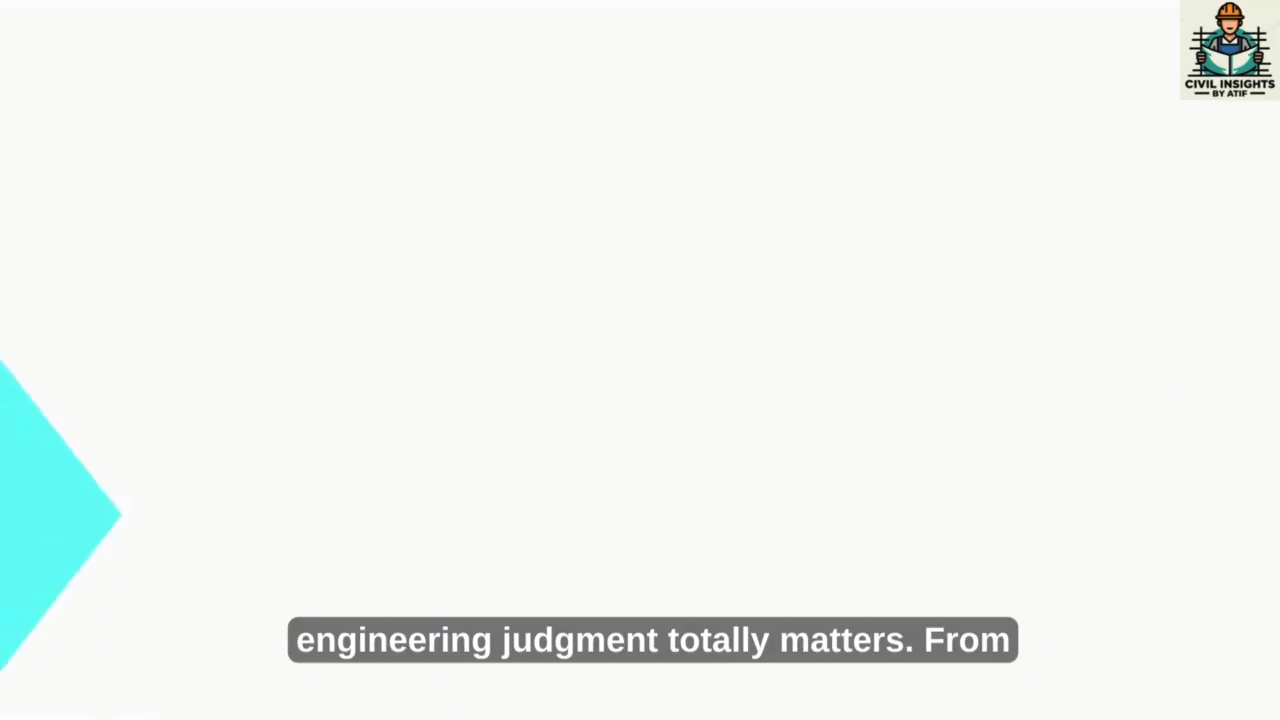 CIVIL INSIGHTS
BY ATIF
engineering judgment totally matters. From